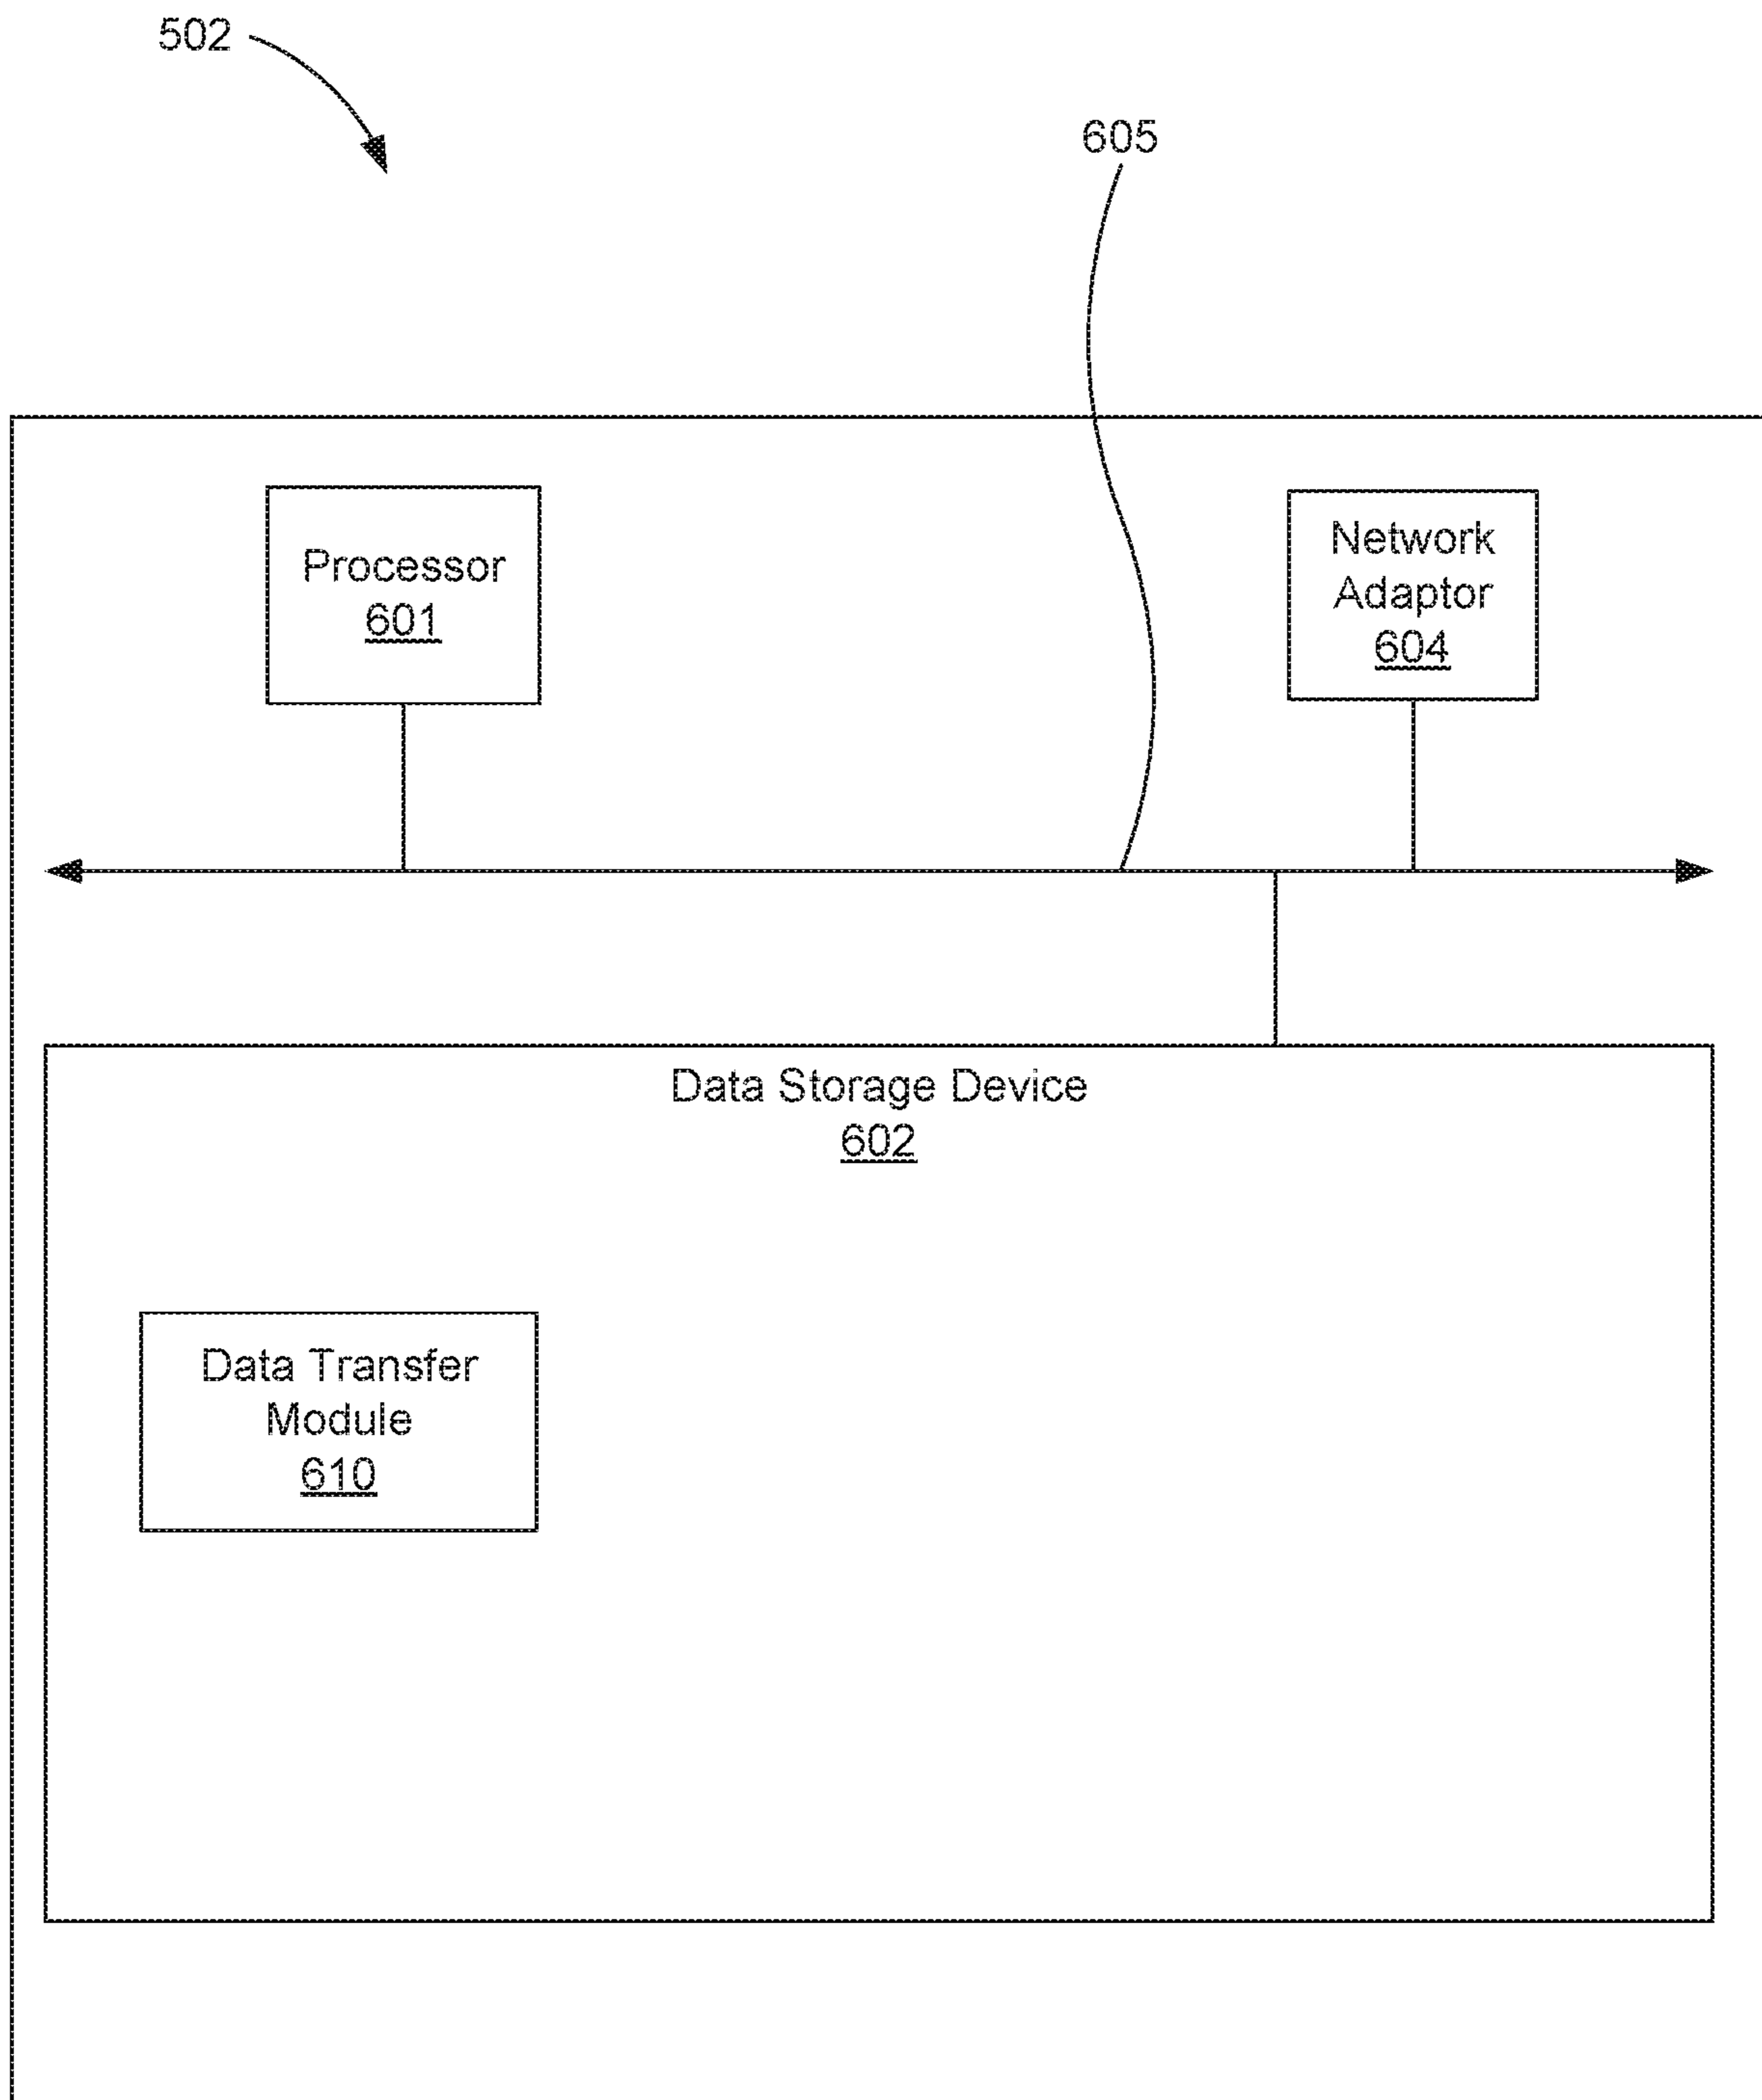 502
605
Processor
601
Network
Adaptor
604
Data Storage Device
602
Data Transfer
Module
610